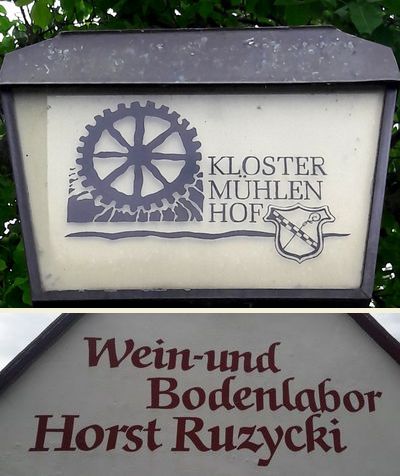 KLOSTER
MÜHLEN
HOF
Wein-und
Bodenlabor
Horst Ruzycki